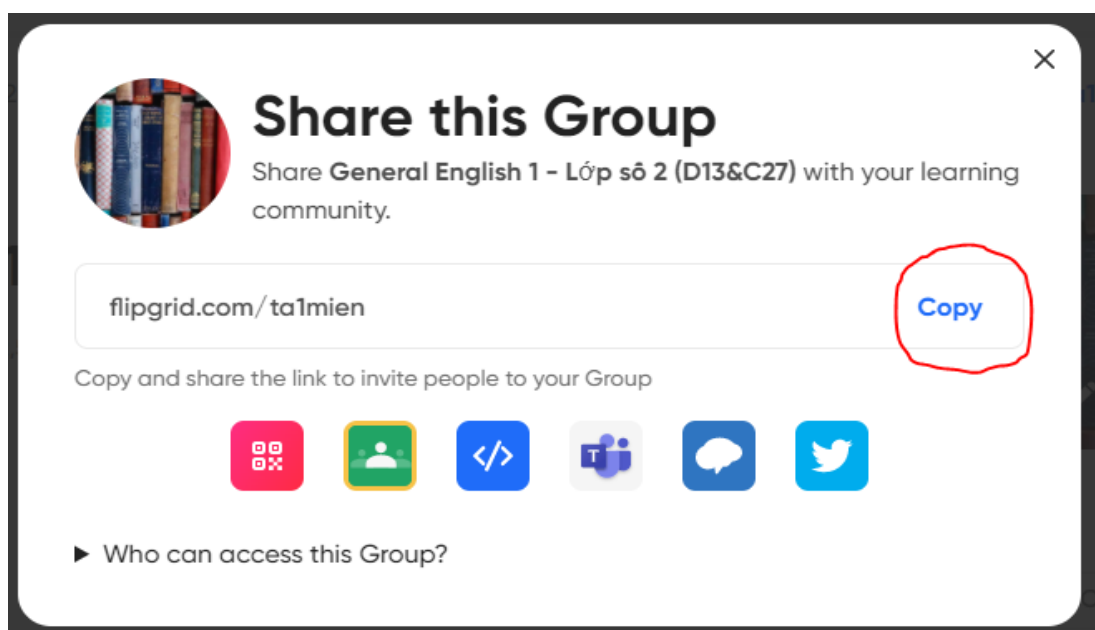 Share this Group
Share General English 1 - Lớp số 2 (D13&C27) with your learning
community.
flipgrid.com/ta1mien
Copy
Copy and share the link to invite people to your Group
T
Who can access this Group?